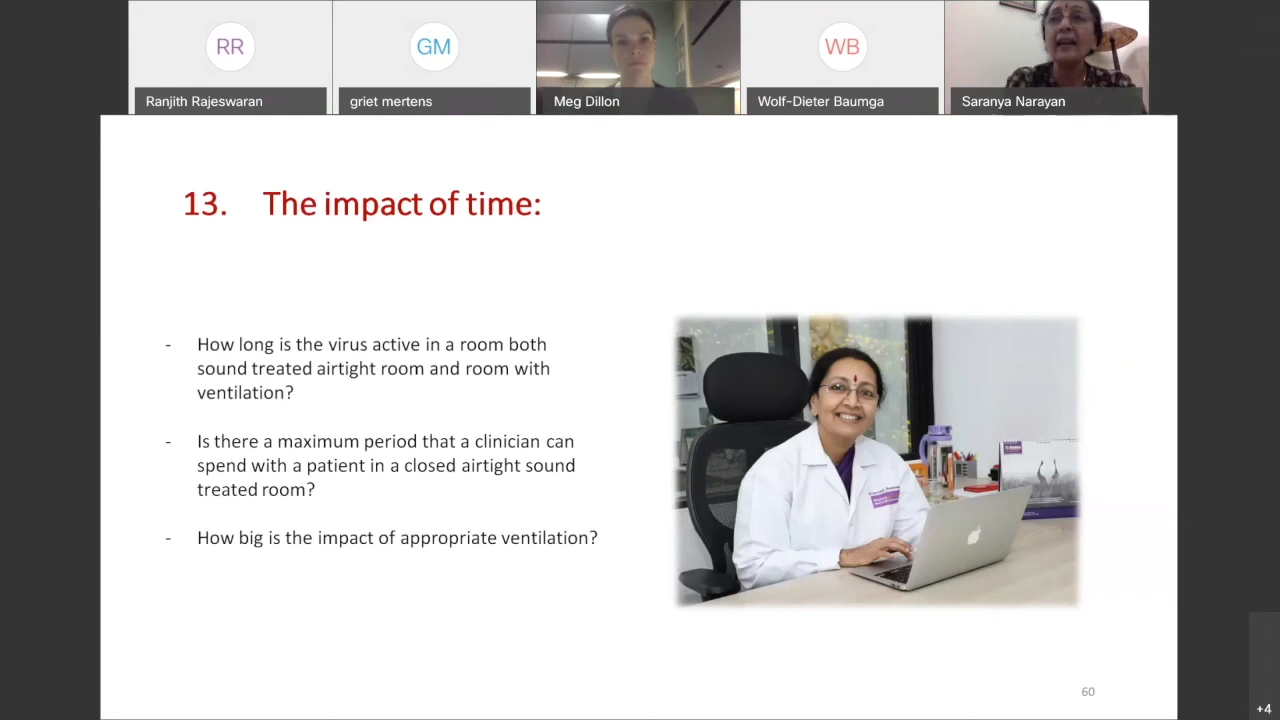 RR
GM
WB
Ranjith Rajeswaran
griet mertens
Meg Dillon
Wolf-Dieter Baumga
Saranya Narayan
13. The impact of time:
- How long is the virus active in a room both
sound treated airtight room and room with
ventilation?
- Is there a maximum period that a clinician can
spend with a patient in a closed airtight sound
treated room?
- How big is the impact of appropriate ventilation?
60
+4